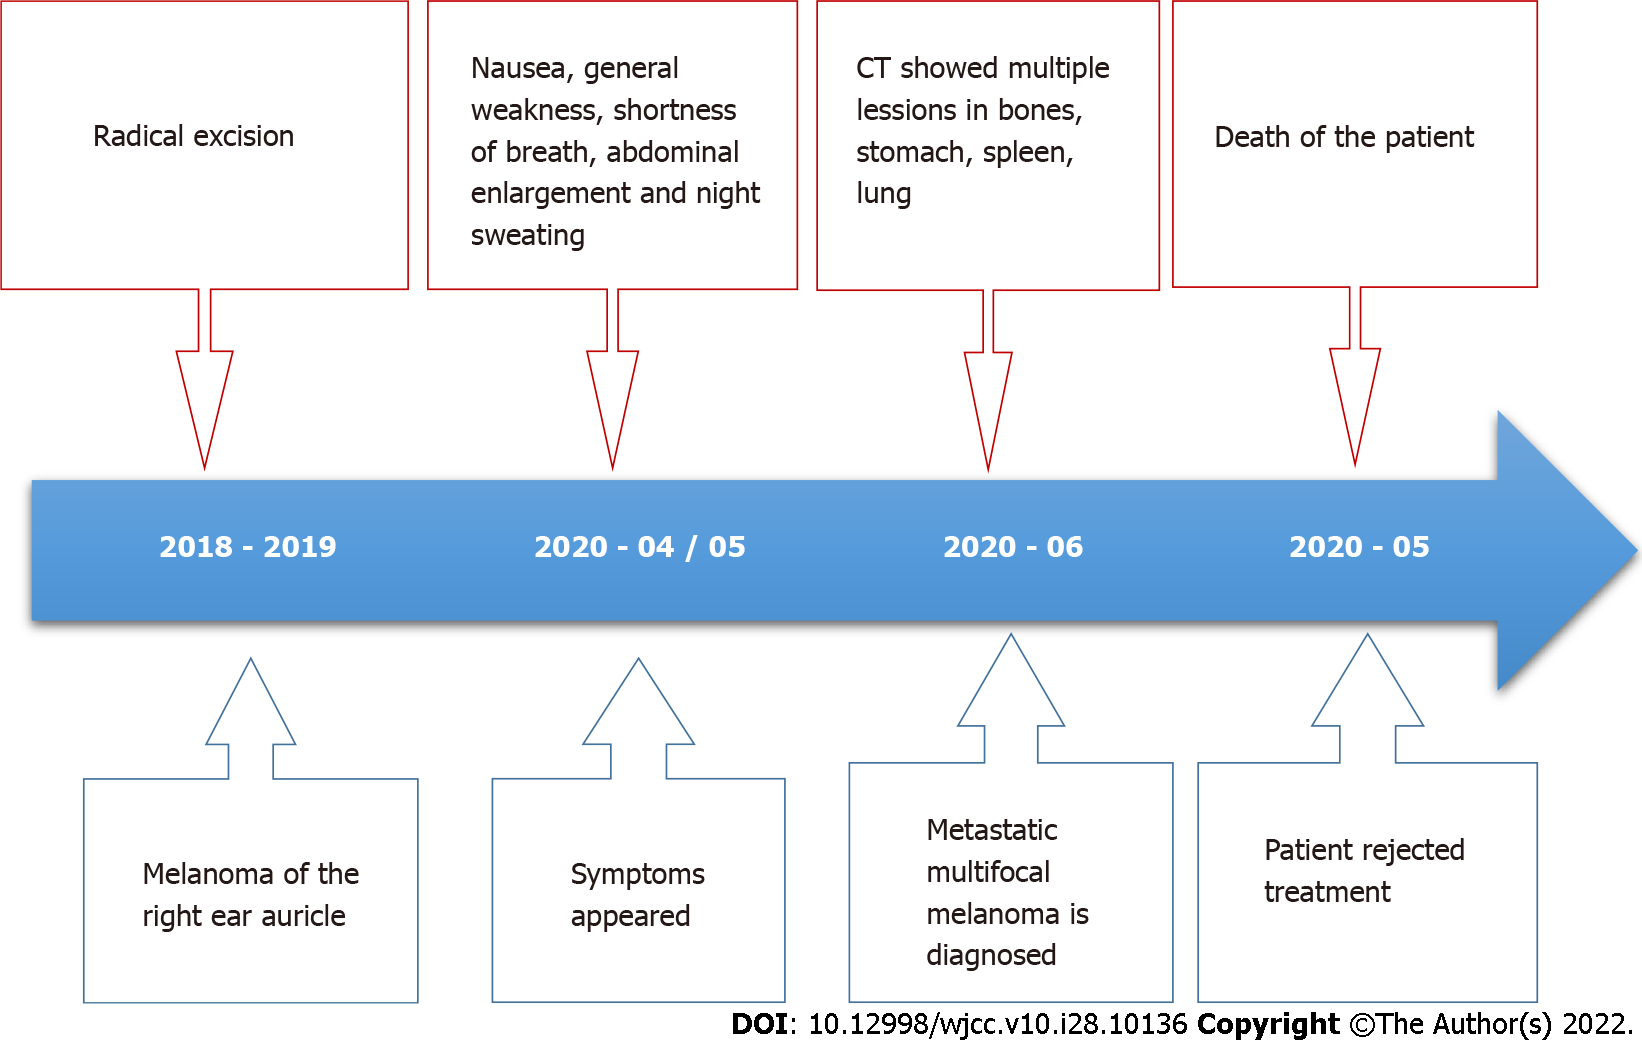 Radical excision
Nausea, general
weakness, shortness
of breath, abdominal
enlargement and night
sweating
CT showed multiple
lessions in bones,
stomach, spleen,
lung
Death of the patient
2018 - 2019
2020 - 04 / 05
2020 - 06
2020 - 05
Melanoma of the
right ear auricle
Symptoms
appeared
Metastatic
multifocal
melanoma is
diagnosed
Patient rejected
treatment
DOI: 10.12998/wjcc.v10.i28.10136 Copyright ©The Author(s) 2022.